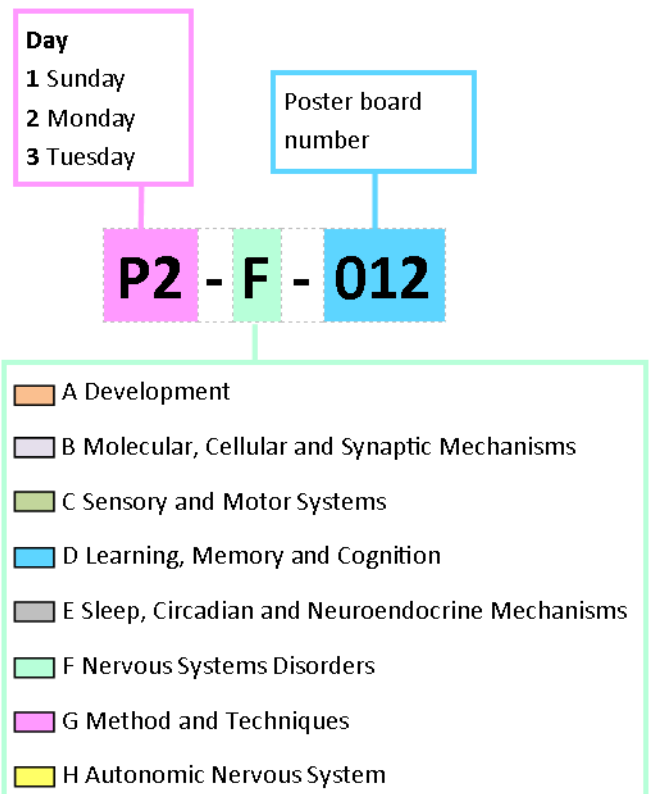 Day
1 Sunday
2 Monday
3 Tuesday
Poster board
number
P2 - F - 012
A Development
B Molecular, Cellular and Synaptic Mechanisms
C Sensory and Motor Systems
D Learning, Memory and Cognition
E Sleep, Circadian and Neuroendocrine Mechanisms
F Nervous Systems Disorders
G Method and Techniques
H Autonomic Nervous System